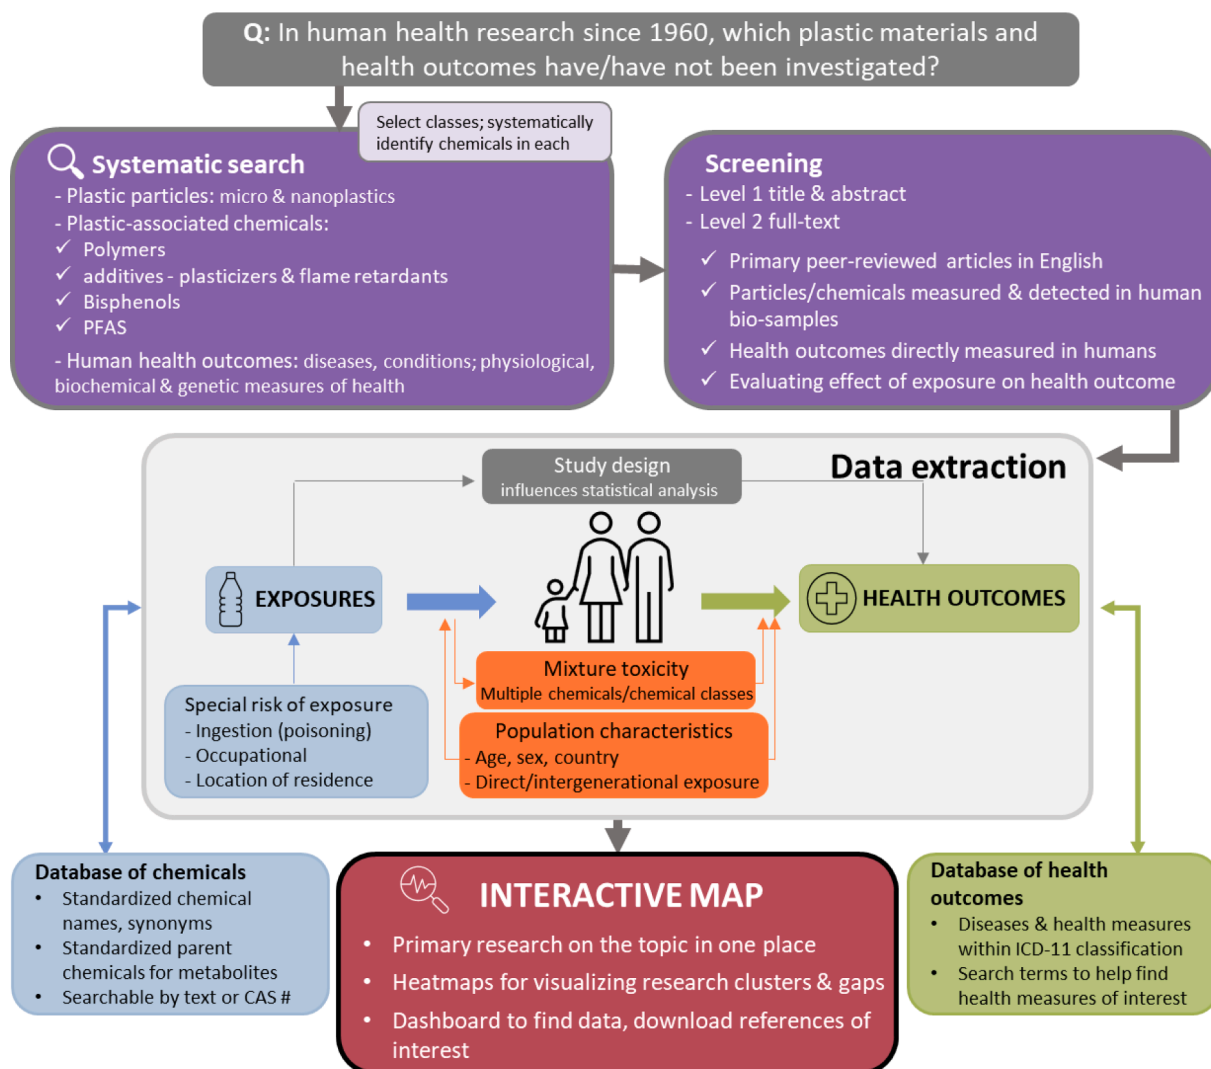 Q: In human health research since 1960, which plastic materials and
health outcomes have/have not been investigated?
Select classes; systematically
identify chemicals in each
Systematic search
- Plastic particles: micro & nanoplastics
- Plastic-associated chemicals:
✓ Polymers
✓ additives - plasticizers & flame retardants
✓ Bisphenols
✓ PFAS
- Human health outcomes: diseases, conditions; physiological,
biochemical & genetic measures of health
Screening
- Level 1 title & abstract
- Level 2 full-text
✓ Primary peer-reviewed articles in English
✓ Particles/chemicals measured & detected in human
bio-samples
✓ Health outcomes directly measured in humans
✓ Evaluating effect of exposure on health outcome
Data extraction
Study design
influences statistical analysis
EXPOSURES
HEALTH OUTCOMES
Mixture toxicity
Multiple chemicals/chemical classes
Population characteristics
- Age, sex, country
- Direct/intergenerational exposure
Special risk of exposure
- Ingestion (poisoning)
- Occupational
- Location of residence
Database of chemicals
• Standardized chemical
names, synonyms
• Standardized parent
chemicals for metabolites
• Searchable by text or CAS #
INTERACTIVE MAP
• Primary research on the topic in one place
• Heatmaps for visualizing research clusters & gaps
• Dashboard to find data, download references of
interest
Database of health
outcomes
• Diseases & health measures
within ICD-11 classification
• Search terms to help find
health measures of interest